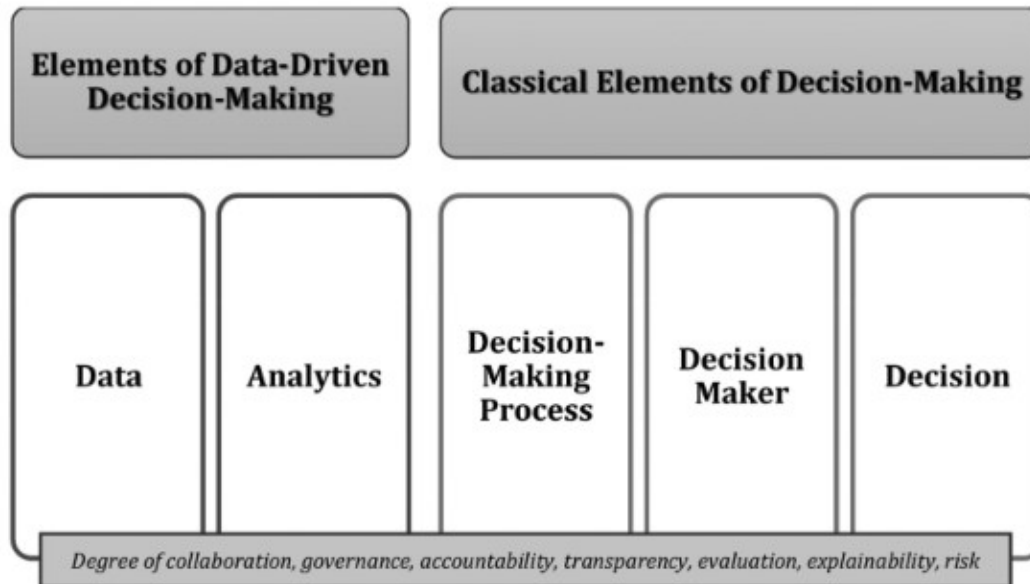 Elements of Data-Driven
Decision-Making
Classical Elements of Decision-Making
Data
Analytics
Decision-
Making
Process
Decision
Maker
Decision
Degree of collaboration, governance, accountability, transparency, evaluation, explainability, risk